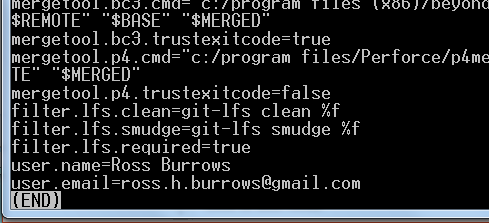 mergetool.bc3.cmd="c:/program files (x86)/beyond
$REMOTE" "$BASE" "$MERGED"
mergetool.bc3.trustexitcode=true
mergetool.p4.cmd="c:/program files/Perforce/p4me
TE" "$MERGED"
mergetool.p4.trustexitcode=false
filter.lfs.clean=git-lfs clean %f
filter.lfs.smudge=git-lfs smudge %f
filter.lfs.required=true
user.name=Ross Burrows
user.email=ross.h.burrows@gmail.com
(END)